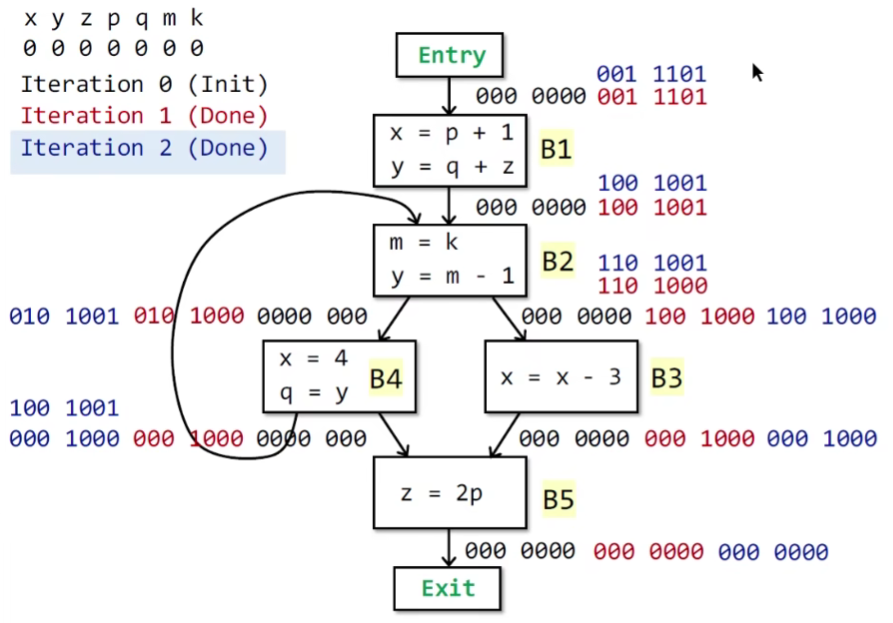 x y z p q m k
0 0 0 0 0 0 0
Iteration 0 (Init)
Iteration 1 (Done)
Iteration 2 (Done)
Entry
001 1101
000 0000 001 1101
x = p + 1
y = q + z
B1
100 1001
000 0000 100 1001
m = k
y = m - 1
B2
110 1001
110 1000
010 1001 010 1000 0000 000
000 0000 100 1000 100 1000
x = 4
q = y
B4
x = x - 3
B3
100 1001
000 1000 000 1000 0000 000
000 0000 000 1000 000 1000
z = 2p
B5
000 0000 000 0000 000 0000
Exit